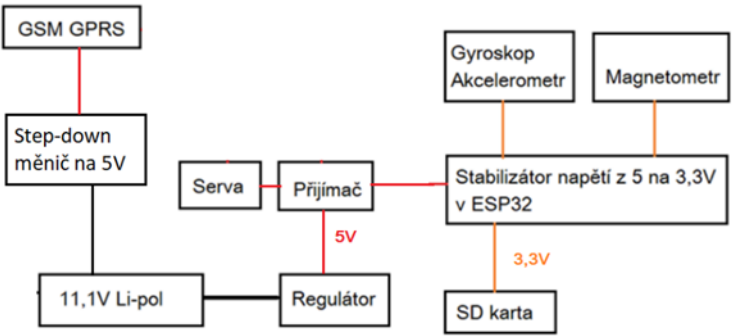 GSM GPRS
Step-down
měnič na 5V
Gyroskop
Akcelerometr
Magnetometr
Serva
Přijímač
Stabilizátor napětí z 5 na 3,3V
v ESP32
5V
3,3V
11,1V Li-pol
Regulátor
SD karta